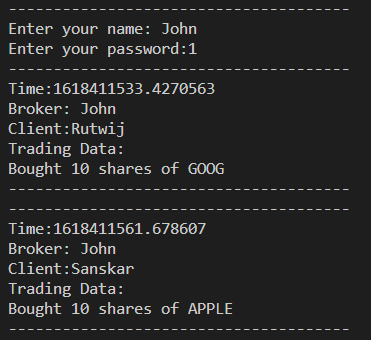 --------------------------------------
Enter your name: John
Enter your password:1
--------------------------------------
Time:1618411533.4270563
Broker: John
Client:Rutwij
Trading Data:
Bought 10 shares of GOOG
--------------------------------------
--------------------------------------
Time:1618411561.678607
Broker: John
Client:Sanskar
Trading Data:
Bought 10 shares of APPLE
--------------------------------------